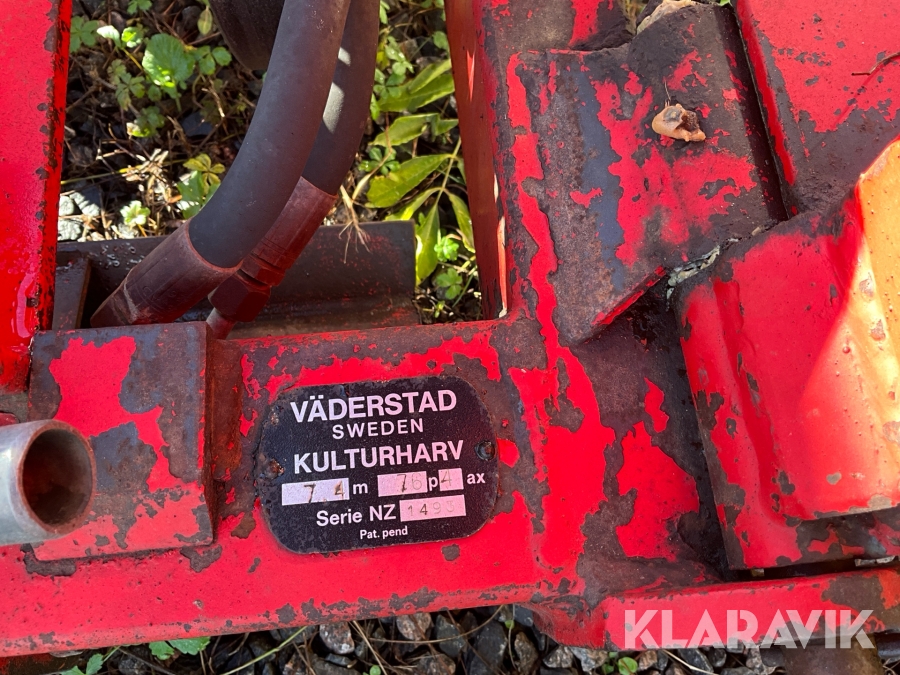 VÄDERSTAD
SWEDEN
KULTURHARV
7 4 m 76 p 4 ax
Serie NZ 1493
Pat. pend
KLARAVIK